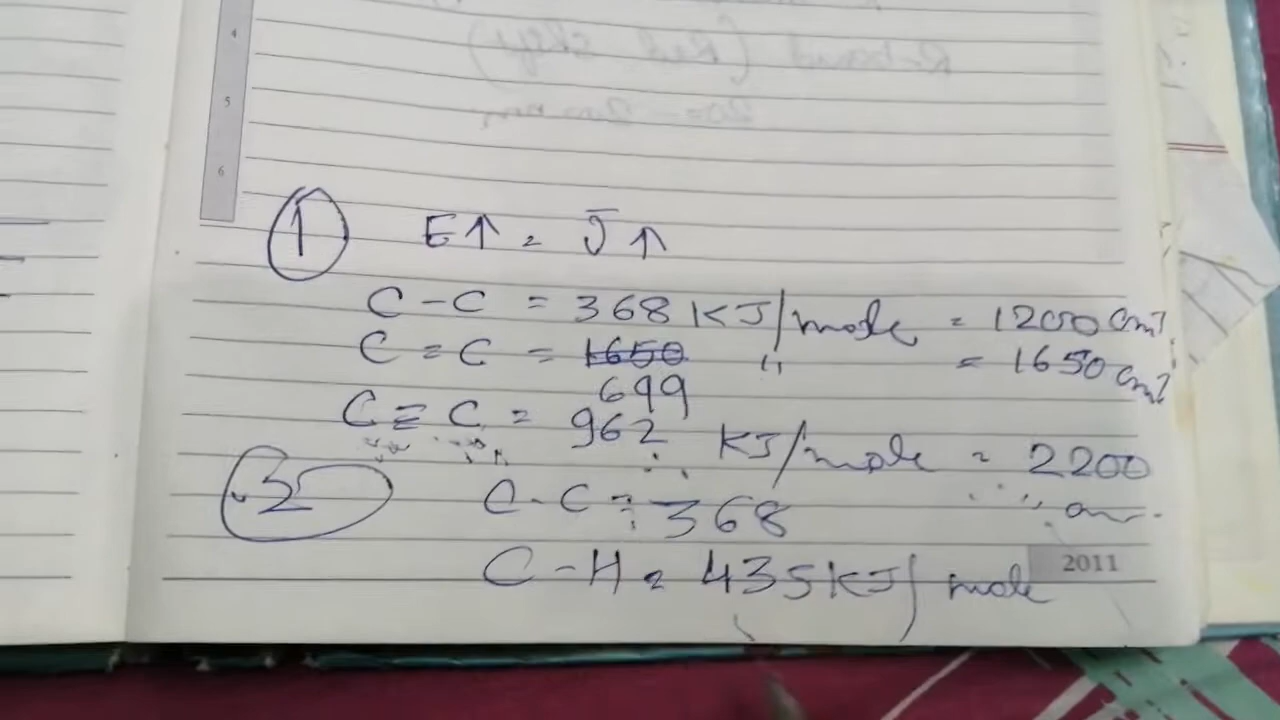 4
5
6
1 E↑ = ν̄ ↑
C - C = 368 KJ/mole = 1200 cm-1
C = C = 1650 " = 1650 cm-1
699
C ≡ C = 962 KJ/mole = 2200
2 C - C = 368
C - H = 435 KJ/mole
2011